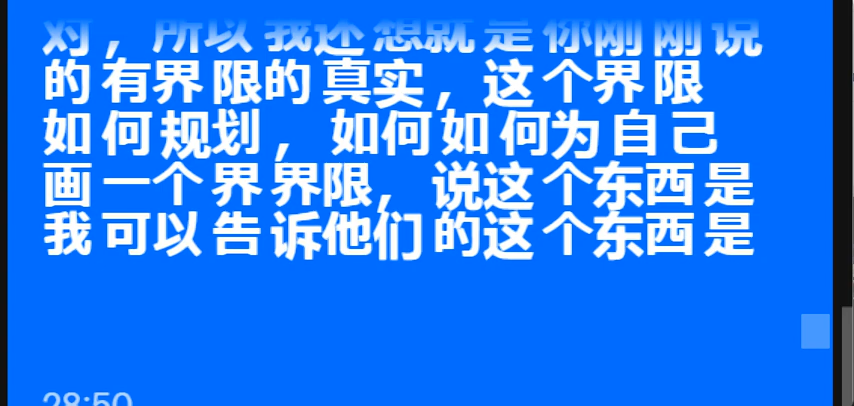 对，所以我还想就是你刚刚说
的有界限的真实，这个界限
如何规划，如何如何为自己
画一个界界限，说这个东西是
我可以告诉他们的这个东西是
28:50